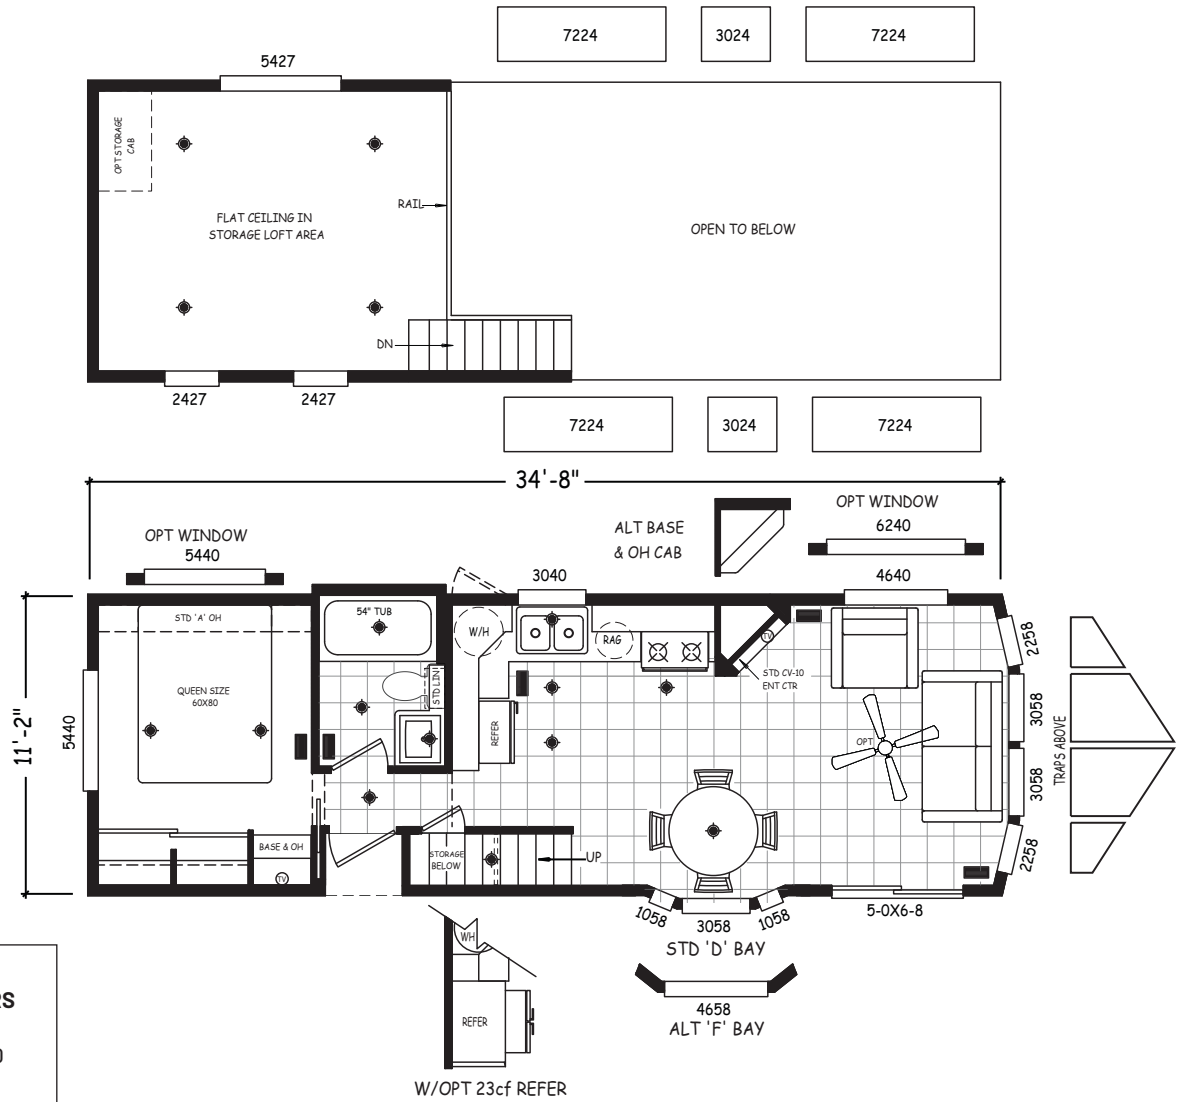 7224
3024
7224
5427
OPT STORAGE
CAB
RAIL
FLAT CEILING IN
STORAGE LOFT AREA
OPEN TO BELOW
DN
2427
2427
7224
3024
7224
34'-8"
OPT WINDOW
5440
ALT BASE
& OH CAB
OPT WINDOW
6240
3040
4640
11'-2"
5440
STD 'A' OH
QUEEN SIZE
60X80
54" TUB
STD LIN
W/H
RAG
REFER
TV
STD CV-10
ENT CTR
OPT
2258
3058
3058
2258
TRAPS ABOVE
BASE & OH
TV
STORAGE
BELOW
UP
1058
3058
1058
STD 'D' BAY
5-0X6-8
WH
REFER
W/OPT 23cf REFER
4658
ALT 'F' BAY
RS